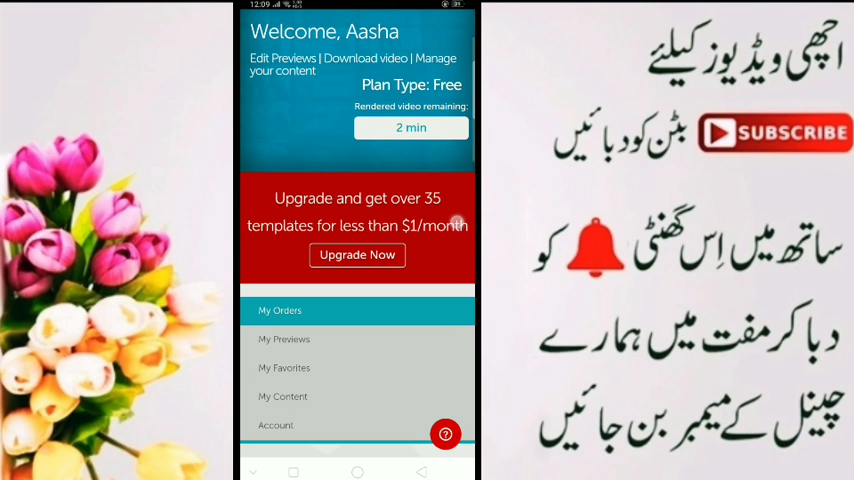 12:09
Welcome, Aasha
Edit Previews | Download video | Manage
your content
Plan Type: Free
Rendered video remaining:
2 min
Upgrade and get over 35
templates for less than $1/month
Upgrade Now
My Orders
My Previews
My Favorites
My Content
Account
اچھی ویڈیوز کیلئے
بٹن کو دبائیں SUBSCRIBE
ساتھ میں اِس گھنٹی کو
دبا کر مفت میں ہمارے
چینل کے میمبر بن جائیں